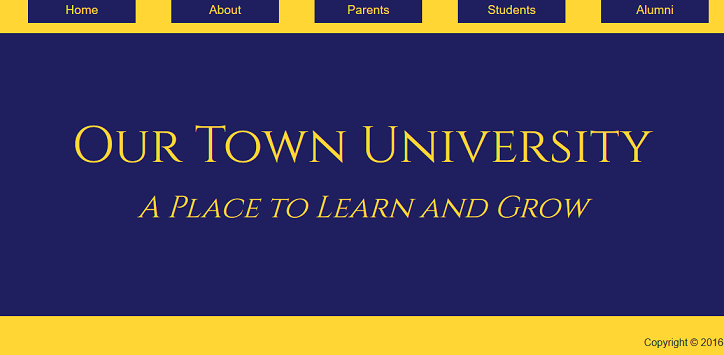 Home About Parents Students Alumni
Our Town University
A Place to Learn and Grow
Copyright © 2016